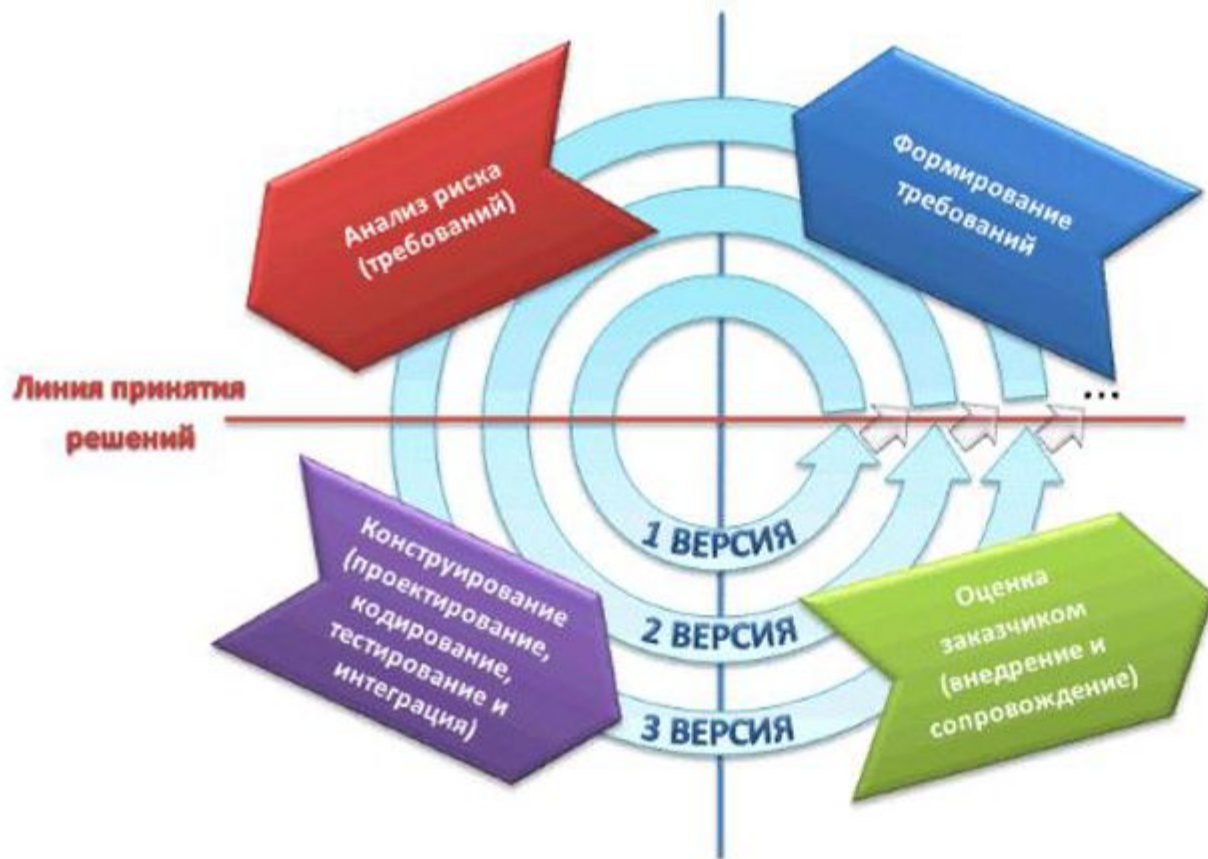 Анализ риска
(требований)
Формирование
требований
Линия принятия
решений
...
Конструирование
(проектирование,
кодирование,
тестирование и
интеграция)
1 ВЕРСИЯ
2 ВЕРСИЯ
3 ВЕРСИЯ
Оценка
заказчиком
(внедрение и
сопровождение)